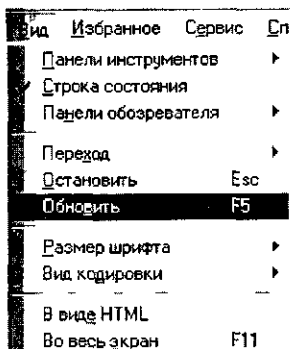 Вид Избранное Сервис Сп
Панели инструментов
Строка состояния
Панели обозревателя
Переход
Остановить Esc
Обновить F5
Размер шрифта
Вид кодировки
В виде HTML
Во весь экран F11